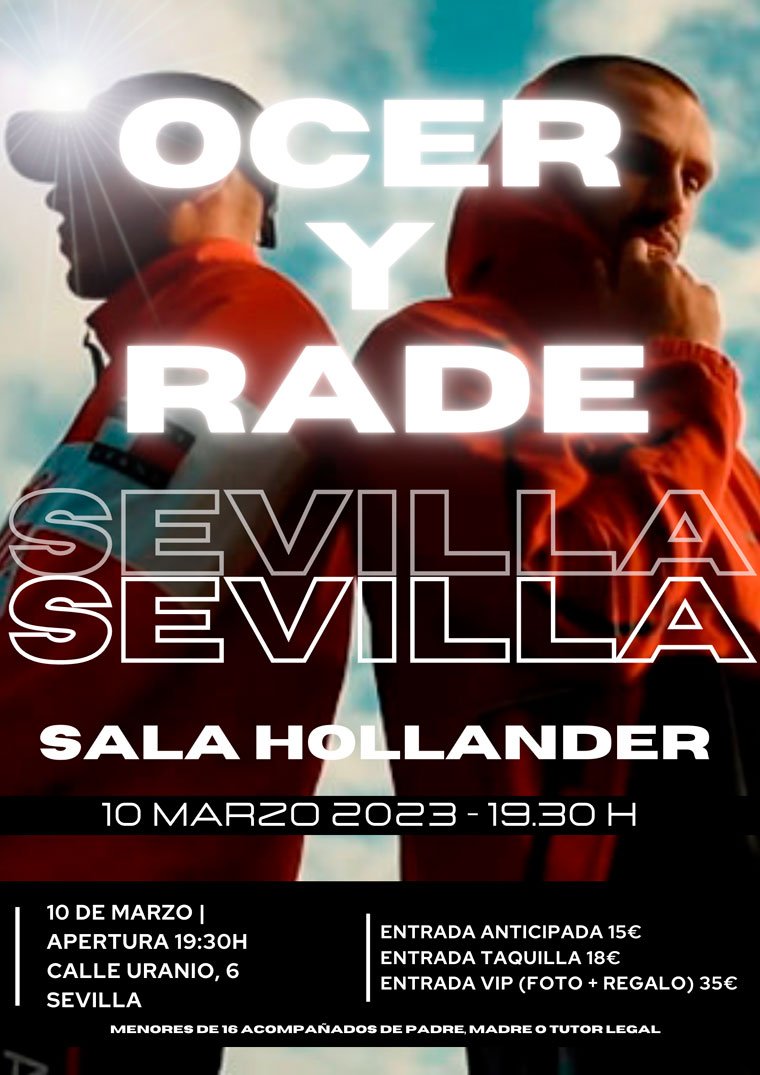 OCER
Y
RADE
SEVILLA
SEVILLA
SALA HOLLANDER
10 MARZO 2023 - 19.30 H
10 DE MARZO |
APERTURA 19:30H
CALLE URANIO, 6
SEVILLA
ENTRADA ANTICIPADA 15€
ENTRADA TAQUILLA 18€
ENTRADA VIP (FOTO + REGALO) 35€
MENORES DE 16 ACOMPAÑADOS DE PADRE, MADRE O TUTOR LEGAL